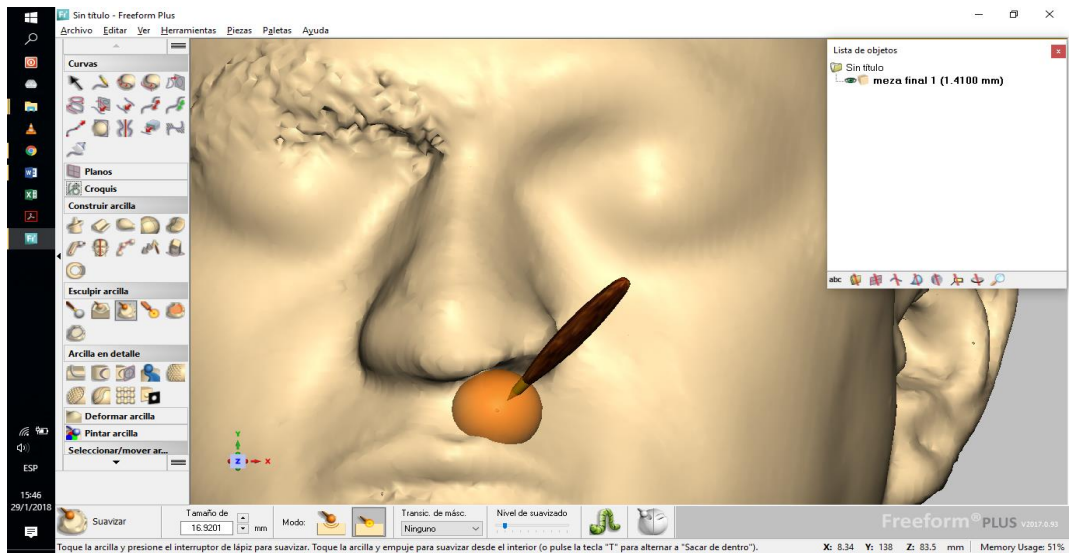 Sin título - Freeform Plus
Archivo Editar Ver Herramientas Piezas Paletas Ayuda
Curvas
Planos
Croquis
Construir arcilla
Esculpir arcilla
Arcilla en detalle
Deformar arcilla
Pintar arcilla
Seleccionar/mover ar...
Lista de objetos
x
Sin título
meza final 1 (1.4100 mm)
abc
Y
Z
X
ESP
15:46
29/1/2018
Suavizar
Tamaño de
16.9201 mm
Modo:
Transic. de másc.
Ninguno
Nivel de suavizado
Freeform® PLUS V2017.0.93
Toque la arcilla y presione el interruptor de lápiz para suavizar. Toque la arcilla y empuje para suavizar desde el interior (o pulse la tecla "T" para alternar a "Sacar de dentro").
X: 8.34 Y: 138 Z: 83.5 mm Memory Usage: 51%